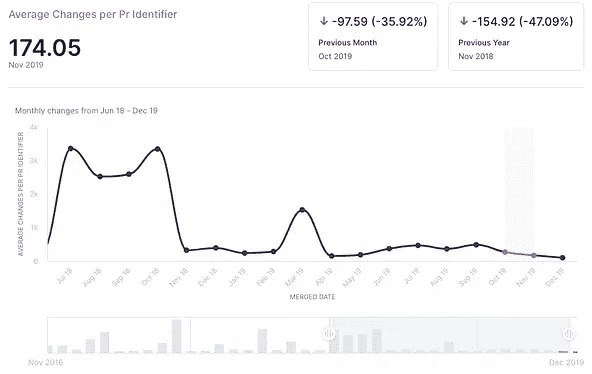 Average Changes per Pr Identifier
174.05
Nov 2019
↓ -97.59 (-35.92%)
Previous Month
Oct 2019
↓ -154.92 (-47.09%)
Previous Year
Nov 2018
Monthly changes from Jun 18 - Dec 19
AVERAGE CHANGES PER PR IDENTIFIER
4k
3k
2k
1k
0
Jul 18
Aug 18
Sep 18
Oct 18
Nov 18
Dec 18
Jan 19
Feb 19
Mar 19
Apr 19
May 19
Jun 19
Jul 19
Aug 19
Sep 19
Oct 19
Nov 19
Dec 19
MERGED DATE
Nov 2016
Dec 2019